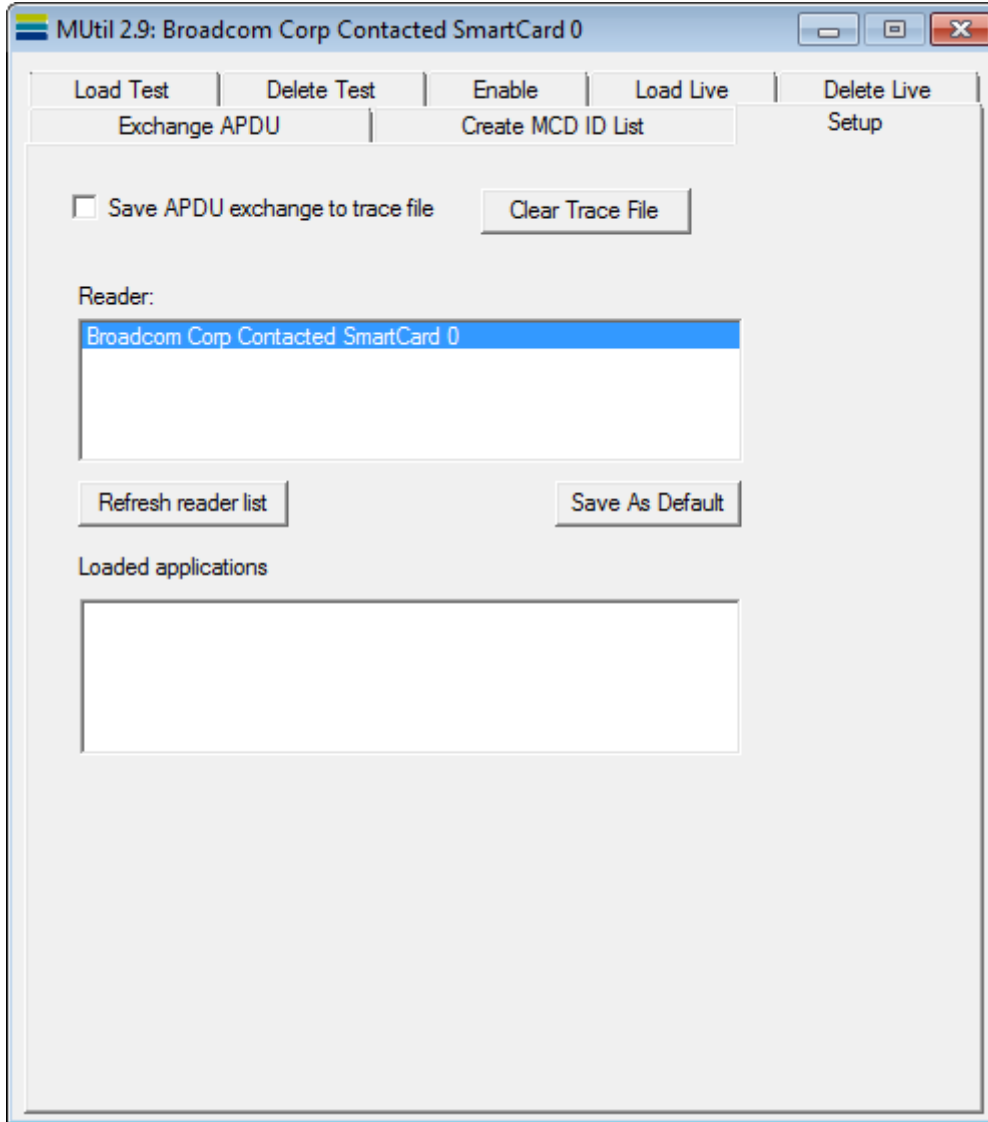 MUtil 2.9: Broadcom Corp Contacted SmartCard 0
Load Test Delete Test Enable Load Live Delete Live
Exchange APDU Create MCD ID List Setup
Save APDU exchange to trace file Clear Trace File
Reader:
Broadcom Corp Contacted SmartCard 0
Refresh reader list Save As Default
Loaded applications